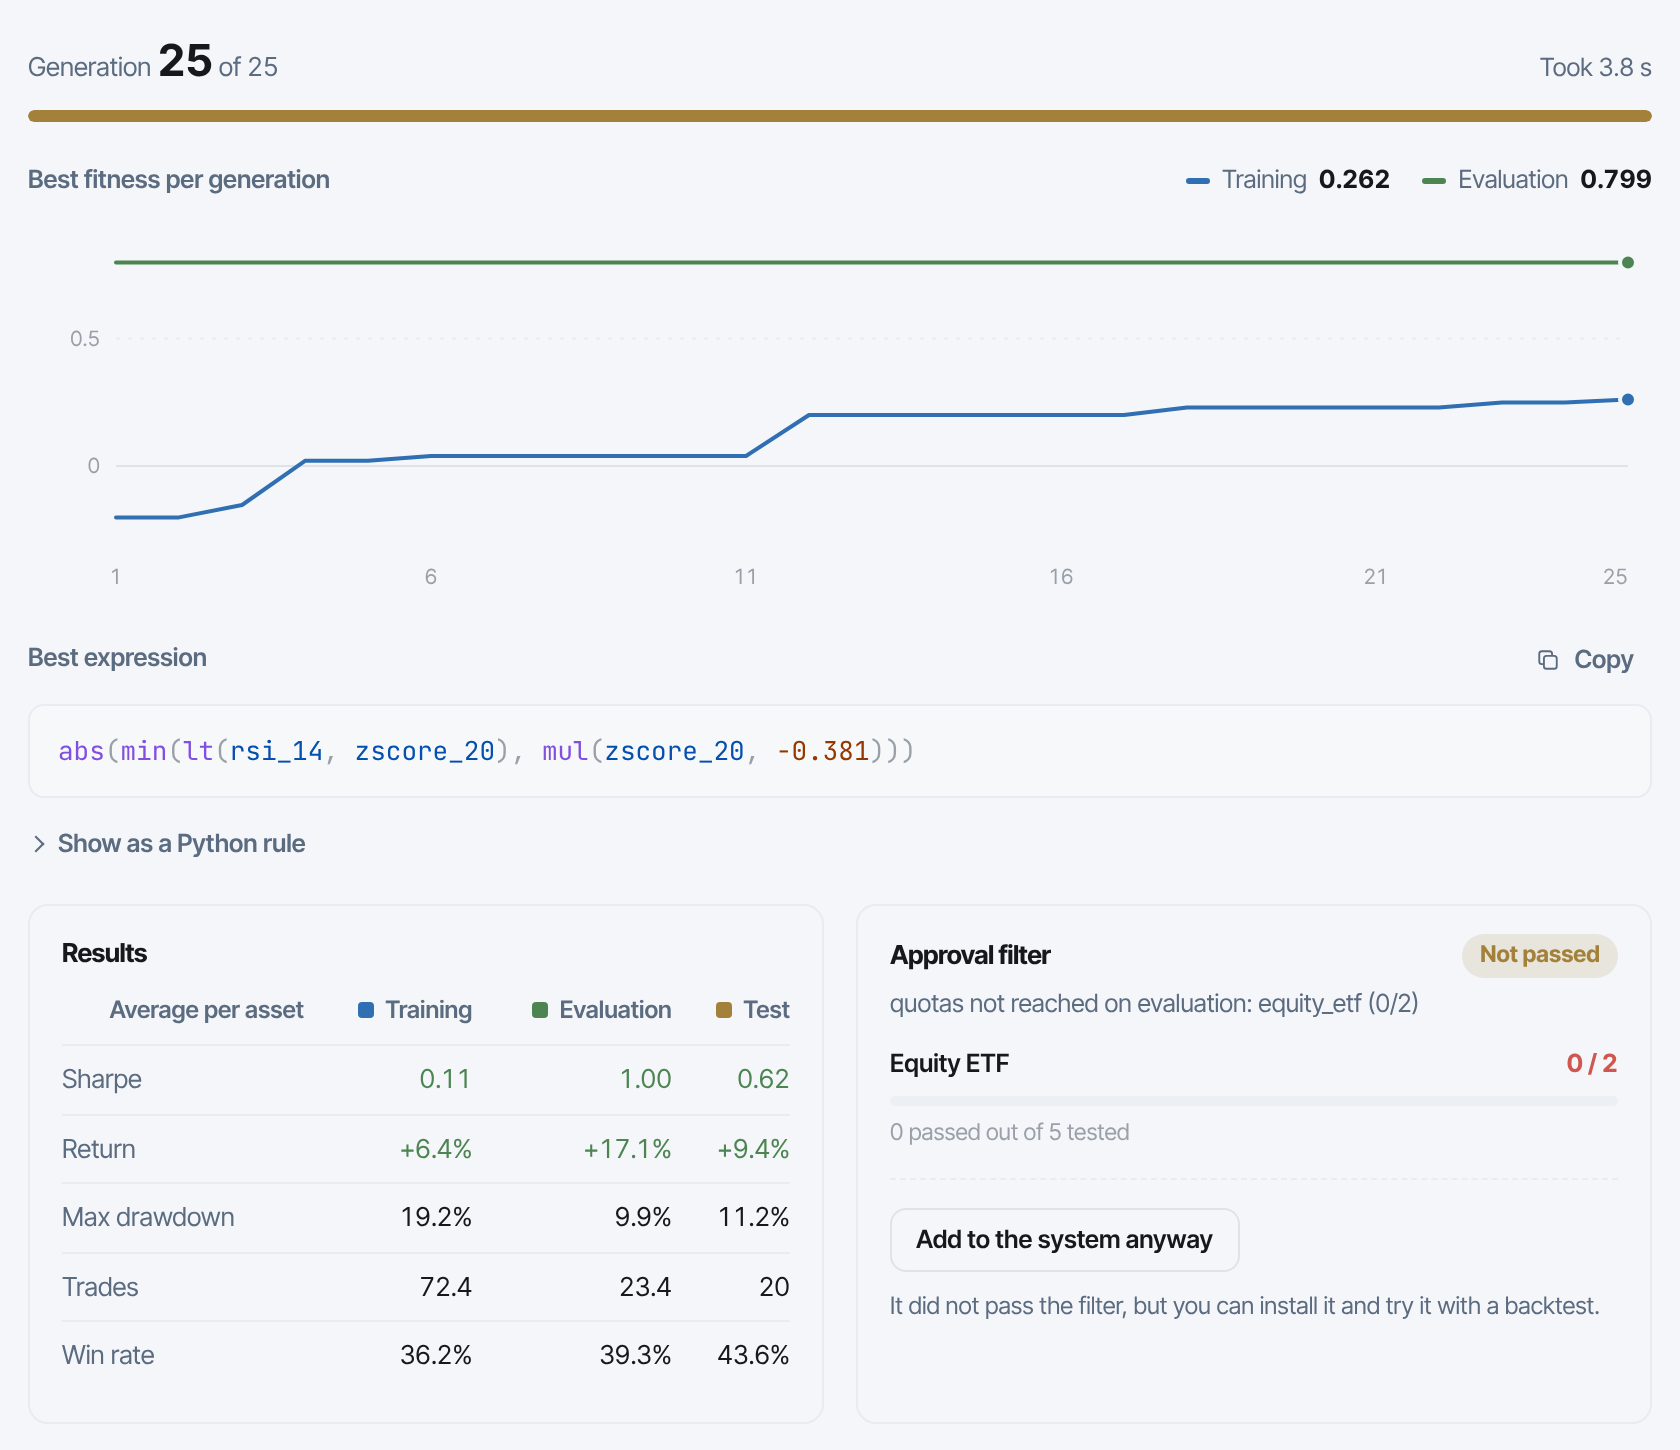 Generation 25 of 25
Took 3.8 s
Best fitness per generation
Training 0.262
Evaluation 0.799
0.5
0
1 6 11 16 21 25
Best expression
Copy
abs(min(lt(rsi_14, zscore_20), mul(zscore_20, -0.381)))
Show as a Python rule
Results
Average per asset Training Evaluation Test
Sharpe 0.11 1.00 0.62
Return +6.4% +17.1% +9.4%
Max drawdown 19.2% 9.9% 11.2%
Trades 72.4 23.4 20
Win rate 36.2% 39.3% 43.6%
Approval filter
Not passed
quotas not reached on evaluation: equity_etf (0/2)
Equity ETF 0 / 2
0 passed out of 5 tested
Add to the system anyway
It did not pass the filter, but you can install it and try it with a backtest.